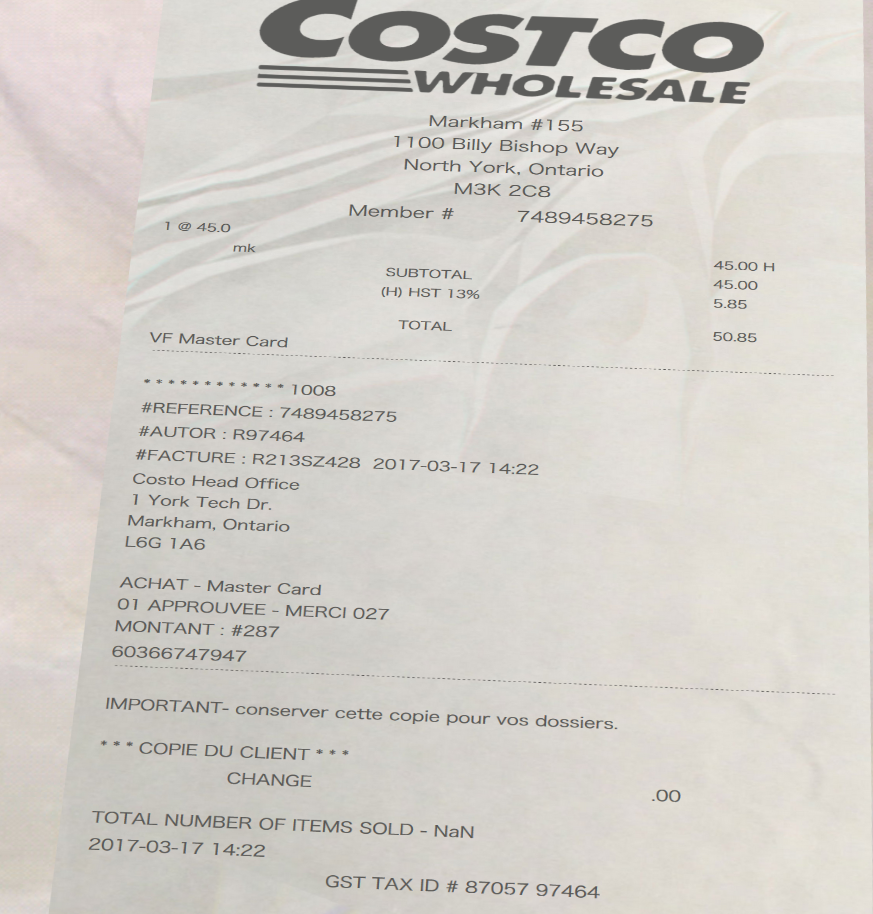 COSTCO
WHOLESALE
Markham #155
1100 Billy Bishop Way
North York, Ontario
M3K 2C8
Member # 7489458275
1 @ 45.0
mk
45.00 H
SUBTOTAL 45.00
(H) HST 13% 5.85
TOTAL 50.85
VF Master Card
* * * * * * * * * * * * 1008
#REFERENCE : 7489458275
#AUTOR : R97464
#FACTURE : R213SZ428 2017-03-17 14:22
Costo Head Office
1 York Tech Dr.
Markham, Ontario
L6G 1A6
ACHAT - Master Card
01 APPROUVEE - MERCI 027
MONTANT : #287
60366747947
IMPORTANT- conserver cette copie pour vos dossiers.
* * * COPIE DU CLIENT * * *
CHANGE .00
TOTAL NUMBER OF ITEMS SOLD - NaN
2017-03-17 14:22
GST TAX ID # 87057 97464